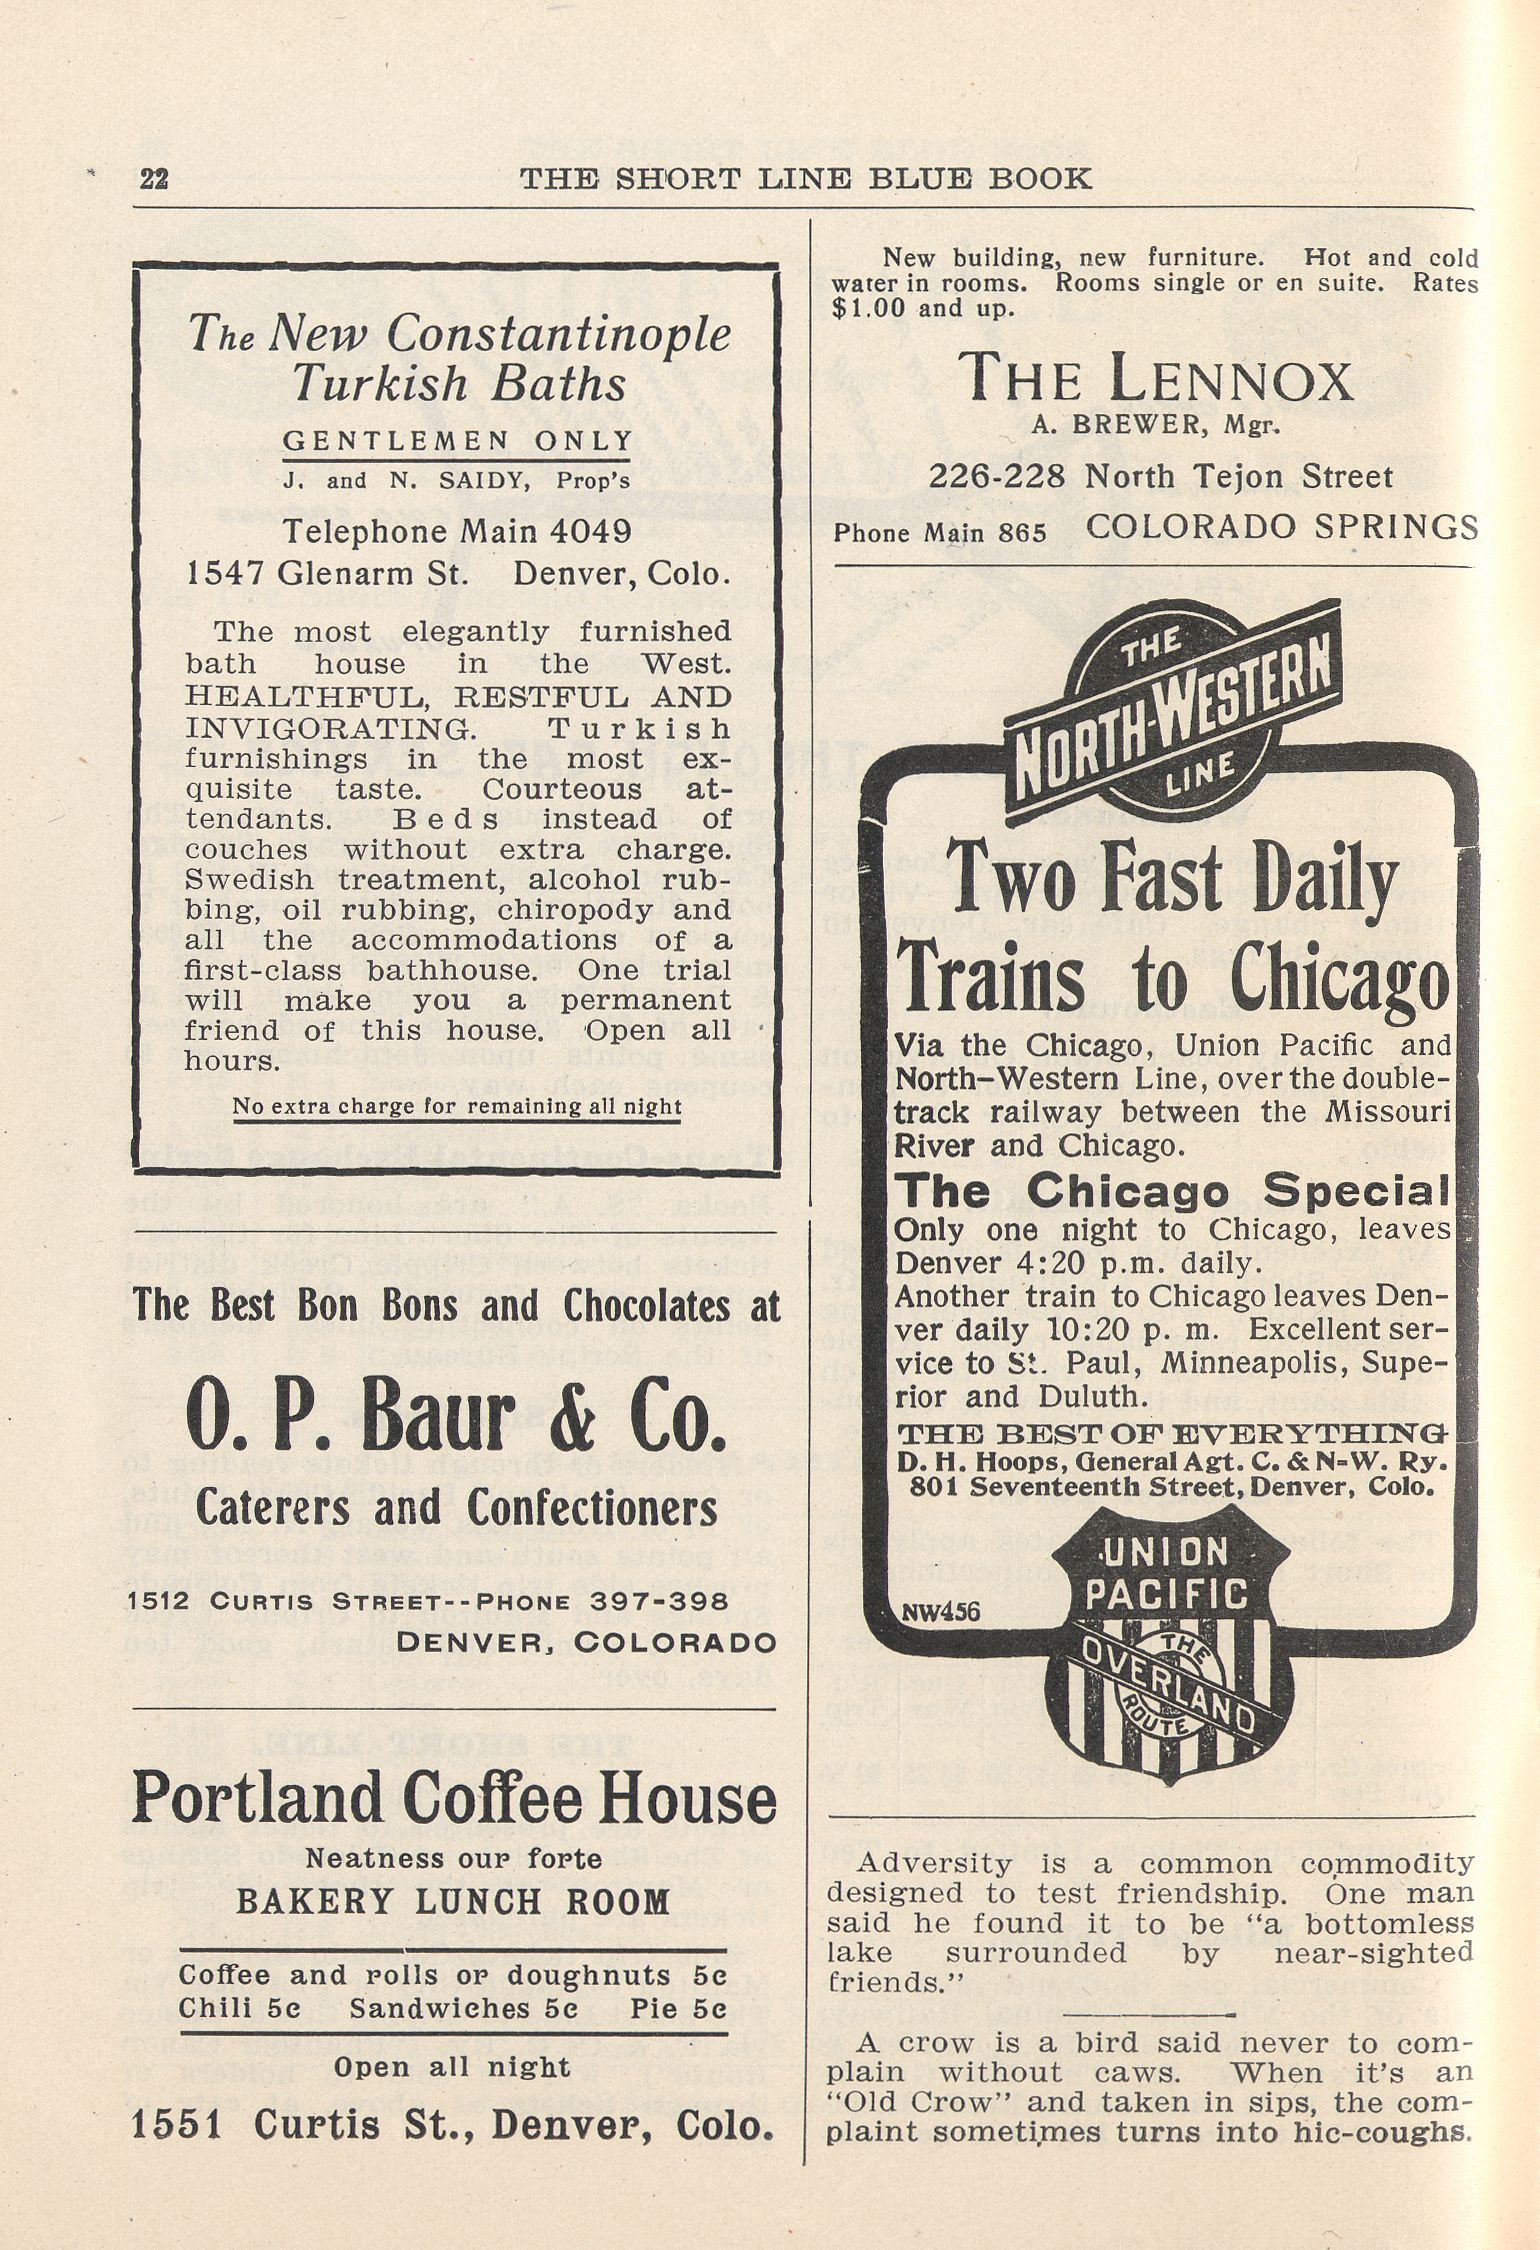 22
THE SHORT LINE BLUE BOOK
The New Constantinople
Turkish Baths
GENTLEMEN ONLY
J. and N. SAIDY, Prop's
Telephone Main 4049
1547 Glenarm St. Denver, Colo.
The most elegantly furnished
bath house in the West.
HEALTHFUL, RESTFUL AND
INVIGORATING. Turkish
furnishings in the most ex-
quisite taste. Courteous at-
tendants. Beds instead of
couches without extra charge.
Swedish treatment, alcohol rub-
bing, oil rubbing, chiropody and
all the accommodations of a
first-class bathhouse. One trial
will make you a permanent
friend of this house. Open all
hours.
No extra charge for remaining all night
The Best Bon Bons and Chocolates at
O. P. Baur & Co.
Caterers and Confectioners
1512 CURTIS STREET--PHONE 397-398
DENVER, COLORADO
Portland Coffee House
Neatness our forte
BAKERY LUNCH ROOM
Coffee and rolls or doughnuts 5c
Chili 5c Sandwiches 5c Pie 5c
Open all night
1551 Curtis St., Denver, Colo.
New building, new furniture. Hot and cold
water in rooms. Rooms single or en suite. Rates
$1.00 and up.
THE LENNOX
A. BREWER, Mgr.
226-228 North Tejon Street
Phone Main 865 COLORADO SPRINGS
THE
NORTH-WESTERN
LINE
Two Fast Daily
Trains to Chicago
Via the Chicago, Union Pacific and
North-Western Line, over the double-
track railway between the Missouri
River and Chicago.
The Chicago Special
Only one night to Chicago, leaves
Denver 4:20 p.m. daily.
Another train to Chicago leaves Den-
ver daily 10:20 p. m. Excellent ser-
vice to St. Paul, Minneapolis, Supe-
rior and Duluth.
THE BEST OF EVERYTHING
D. H. Hoops, General Agt. C. & N-W. Ry.
801 Seventeenth Street, Denver, Colo.
UNION
PACIFIC
NW456
THE
OVERLAND
ROUTE
Adversity is a common commodity
designed to test friendship. One man
said he found it to be "a bottomless
lake surrounded by near-sighted
friends."
A crow is a bird said never to com-
plain without caws. When it's an
"Old Crow" and taken in sips, the com-
plaint sometimes turns into hic-coughs.